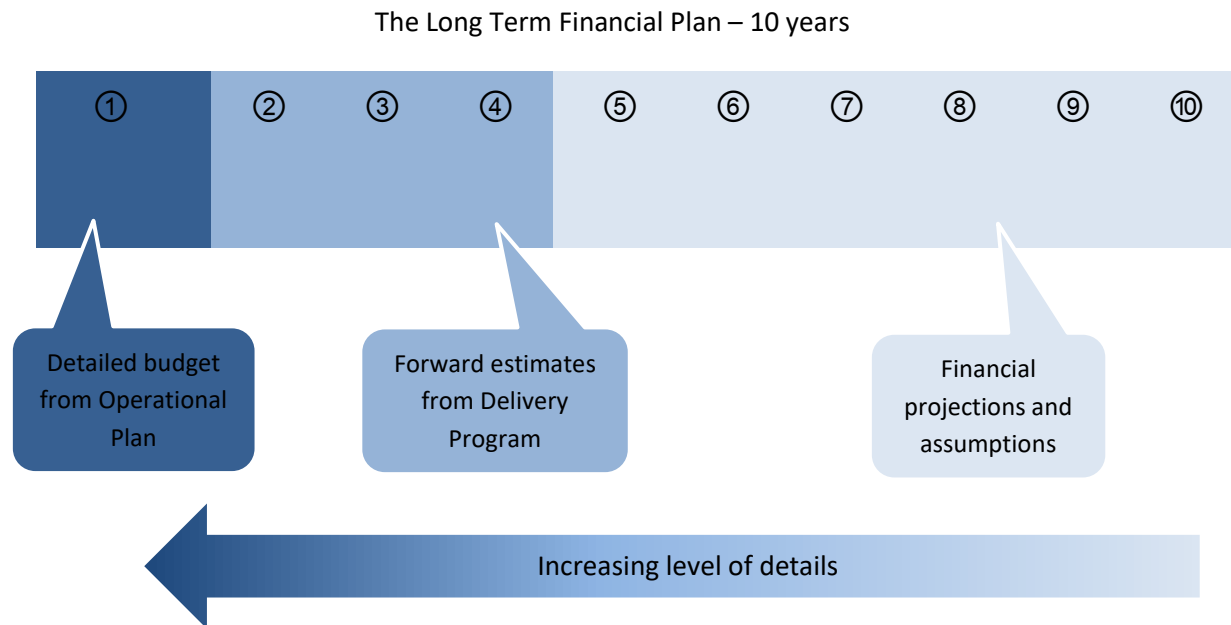 The Long Term Financial Plan – 10 years
① ② ③ ④ ⑤ ⑥ ⑦ ⑧ ⑨ ⑩
Detailed budget
from Operational
Plan
Forward estimates
from Delivery
Program
Financial
projections and
assumptions
Increasing level of details